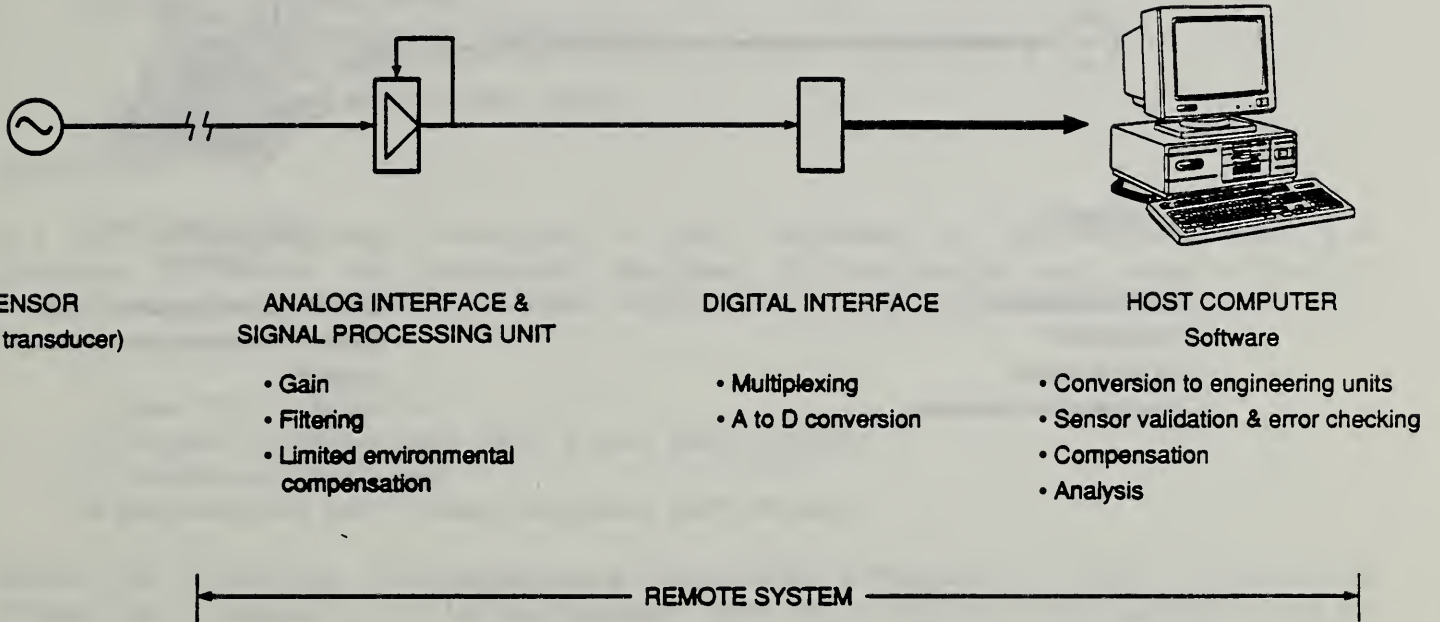 ENSOR
transducer)
ANALOG INTERFACE &
SIGNAL PROCESSING UNIT
• Gain
• Filtering
• Limited environmental
compensation
DIGITAL INTERFACE
• Multiplexing
• A to D conversion
HOST COMPUTER
Software
• Conversion to engineering units
• Sensor validation & error checking
• Compensation
• Analysis
REMOTE SYSTEM